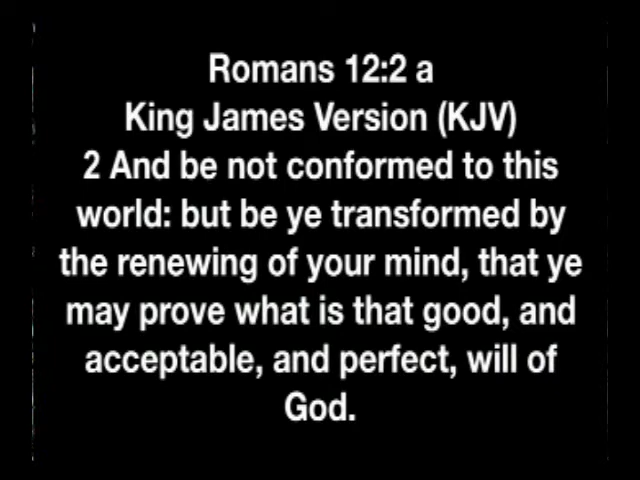 Romans 12:2 a
King James Version (KJV)
2 And be not conformed to this
world: but be ye transformed by
the renewing of your mind, that ye
may prove what is that good, and
acceptable, and perfect, will of
God.